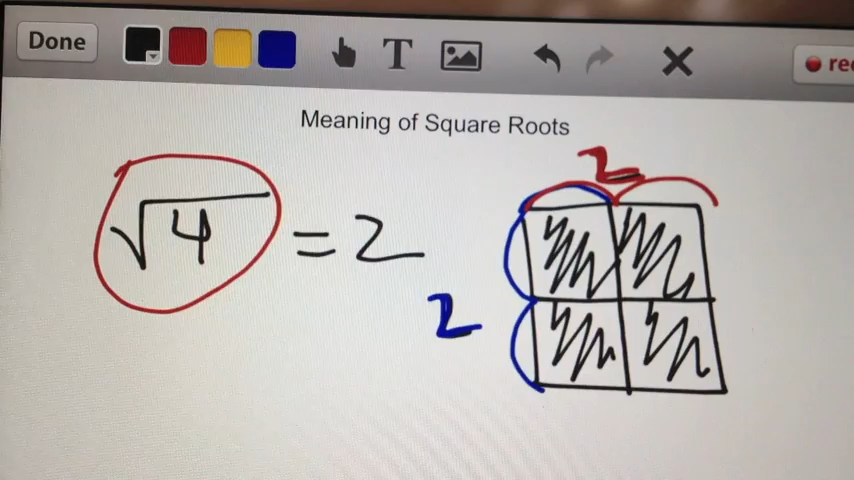 Done
T
rec
Meaning of Square Roots
2
√4 = 2
2